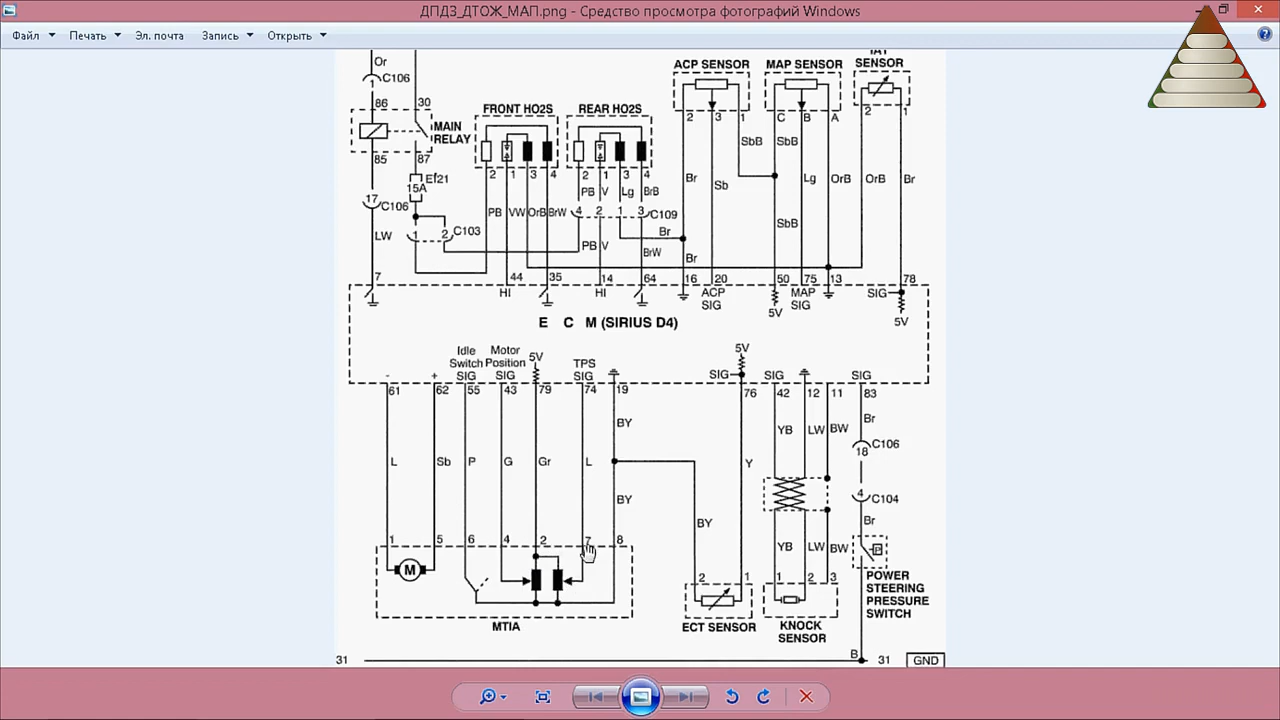 ДПДЗ_ДТОЖ_МАП.png - Средство просмотра фотографий Windows
Файл Печать Эл. почта Запись Открыть
Or
C106
1
86 30
MAIN
RELAY
85 87
Ef21
15A
17
C106
1 2 C103
LW
7
FRONT HO2S
2 1 3 4
PB VW OrB BrW
REAR HO2S
2 1 3 4
PB V Lg BrB
4 2 1 3 C109
Br
PB V BrW
ACP SENSOR
2 3 1
SbB
Br Sb
Br
MAP SENSOR
C B A
SbB
Lg OrB
SbB
IAT
SENSOR
2 1
OrB Br
44 35 14 64 16 20 50 75 13 78
HI HI ACP
SIG
5V
MAP
SIG
SIG
5V
E C M (SIRIUS D4)
- +
Idle
Switch
SIG
Motor
Position
SIG
5V
TPS
SIG
5V
SIG
SIG
SIG
61 62 55 43 79 74 19 76 42 12 11 83
BY
YB LW BW
Br
18
C106
L Sb P G Gr L
Y
BY
4
C104
BY
Br
1 5 6 4 2 7 8
M
MTIA
2 1
ECT SENSOR
YB LW BW
1 2 3
KNOCK
SENSOR
P
POWER
STEERING
PRESSURE
SWITCH
31
B
31
GND